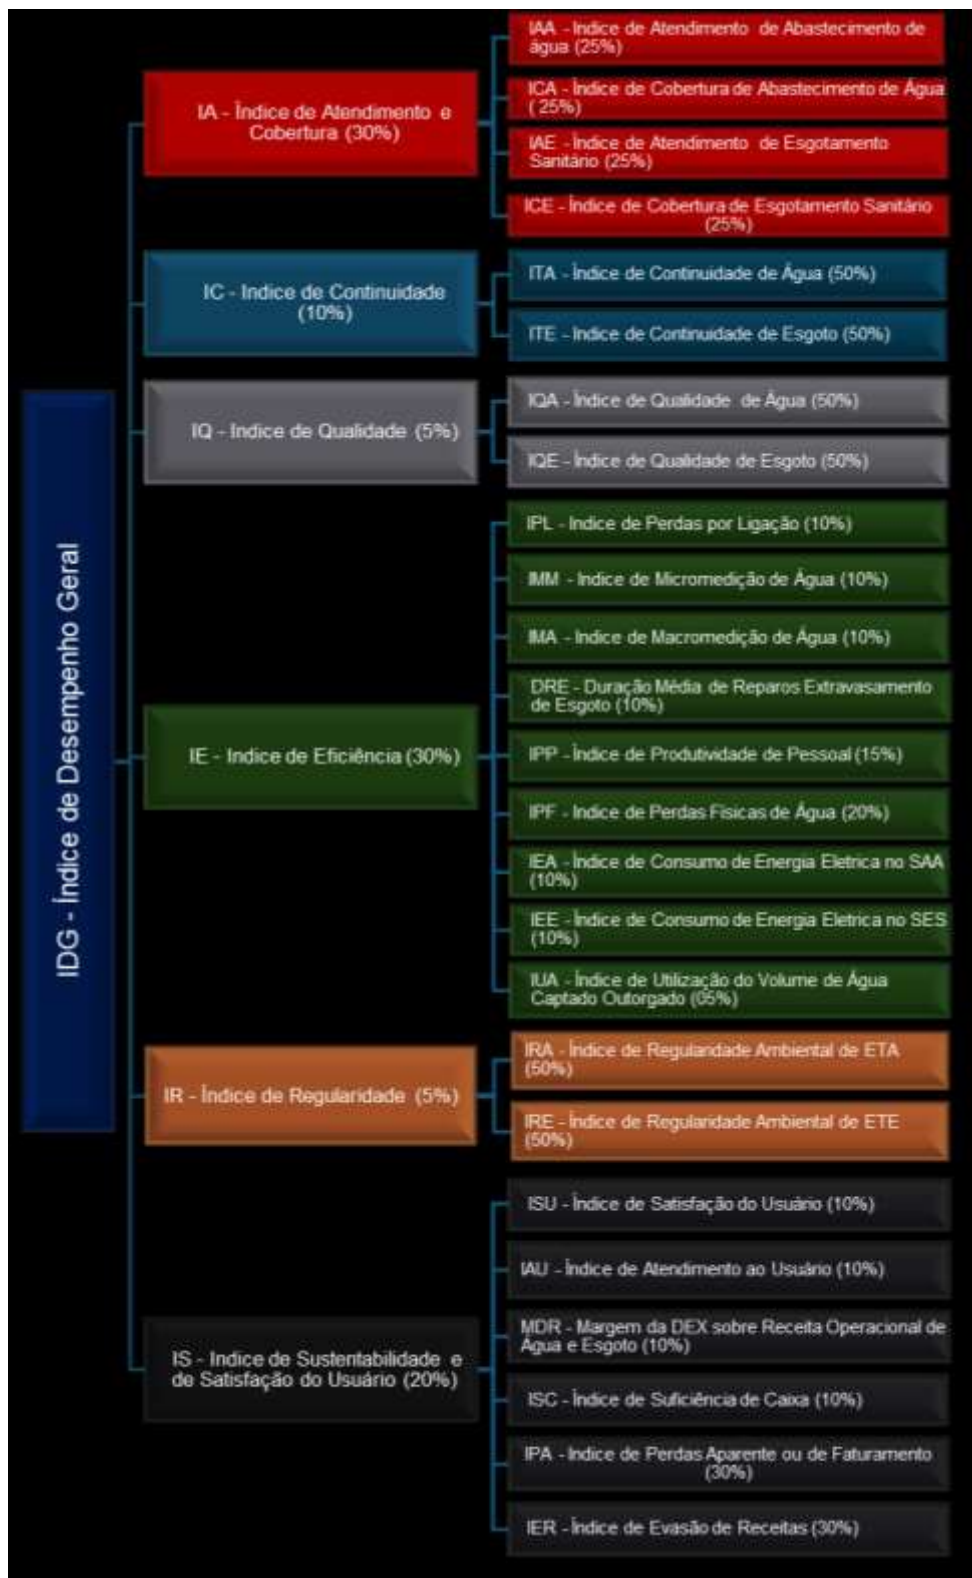 IDG - Índice de Desempenho Geral
IA - Índice de Atendimento e
Cobertura (30%)
IAA - Indice de Atendimento de Abastecimento de
água (25%)
ICA - Índice de Cobertura de Abastecimento de Água
( 25%)
IAE - Índice de Atendimento de Esgotamento
Sanitário (25%)
ICE - Índice de Cobertura de Esgotamento Sanitário
(25%)
IC - Indice de Continuidade
(10%)
ITA - Índice de Continuidade de Água (50%)
ITE - Indice de Continuidade de Esgoto (50%)
IQ - Indice de Qualidade (5%)
IQA - Índice de Qualidade de Água (50%)
IQE - Índice de Qualidade de Esgoto (50%)
IE - Indice de Eficiência (30%)
IPL - Indice de Perdas por Ligação (10%)
IMM - Indice de Micromedição de Água (10%)
IMA - Indice de Macromedição de Água (10%)
DRE - Duração Média de Reparos Extravasamento
de Esgoto (10%)
IPP - Índice de Produtividade de Pessoal (15%)
IPF - Indice de Perdas Fisicas de Água (20%)
IEA - Índice de Consumo de Energia Eletrica no SAA
(10%)
IEE - Índice de Consumo de Energia Eletrica no SES
(10%)
IUA - Índice de Utilização do Volume de Água
Captado Outorgado (05%)
IR - Índice de Regularidade (5%)
IRA - Índice de Regularidade Ambiental de ETA
(50%)
IRE - Índice de Regularidade Ambiental de ETE
(50%)
IS - Indice de Sustentabilidade e
de Satisfação do Usuário (20%)
ISU - Índice de Satisfação do Usuário (10%)
IAU - Índice de Atendimento ao Usuário (10%)
MDR - Margem da DEX sobre Receita Operacional de
Água e Esgoto (10%)
ISC - Índice de Suficiência de Caixa (10%)
IPA - Indice de Perdas Aparente ou de Faturamento
(30%)
IER - Índice de Evasão de Receitas (30%)